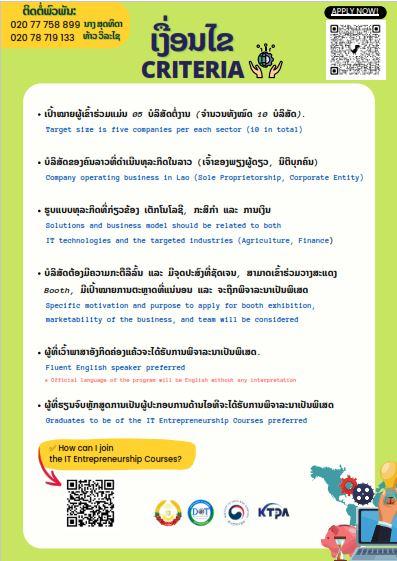 ຕິດຕໍ່ພົວພັນ:
020 77 758 899 ນາງ ສຸດທິດາ
020 78 719 133 ທ້າວ ວິລະໄຊ
APPLY NOW!
ເງື່ອນໄຂ
CRITERIA
• ເປົ້າໝາຍຜູ້ເຂົ້າຮ່ວມແມ່ນ 05 ບໍລິສັດຕໍ່ງານ (ຈຳນວນທັງໝົດ 10 ບໍລິສັດ).
Target size is five companies per each sector (10 in total)
• ບໍລິສັດຂອງຄົນລາວທີ່ດຳເນີນທຸລະກິດໃນລາວ (ເຈົ້າຂອງພຽງຜູ້ດຽວ, ນິຕິບຸກຄົນ)
Company operating business in Lao (Sole Proprietorship, Corporate Entity)
• ຮູບແບບທຸລະກິດທີ່ກ່ຽວຂ້ອງ ເຕັກໂນໂລຊີ, ກະສິກຳ ແລະ ການເງິນ
Solutions and business model should be related to both
IT technologies and the targeted industries (Agriculture, Finance)
• ບໍລິສັດຕ້ອງມີຄວາມກະຕືລືລົ້ນ ແລະ ມີຈຸດປະສົງທີ່ຊັດເຈນ, ສາມາດເຂົ້າຮ່ວມວາງສະແດງ
Booth, ມີເປົ້າໝາຍການຕະຫຼາດທີ່ແນ່ນອນ ແລະ ຈະຖືກພິຈາລະນາເປັນພິເສດ
Specific motivation and purpose to apply for booth exhibition,
marketability of the business, and team will be considered
• ຜູ້ທີ່ເວົ້າພາສາອັງກິດຄ່ອງແຄ້ວຈະໄດ້ຮັບການພິຈາລະນາເປັນພິເສດ.
Fluent English speaker preferred
* Official language of the program will be English without any interpretation
• ຜູ້ທີ່ຮຽນຈົບຫຼັກສູດການເປັນຜູ້ປະກອບການດ້ານໄອທີຈະໄດ້ຮັບການພິຈາລະນາເປັນພິເສດ
Graduates to be of the IT Entrepreneurship Courses preferred
✓ How can I join
the IT Entrepreneurship Courses?
KTPA